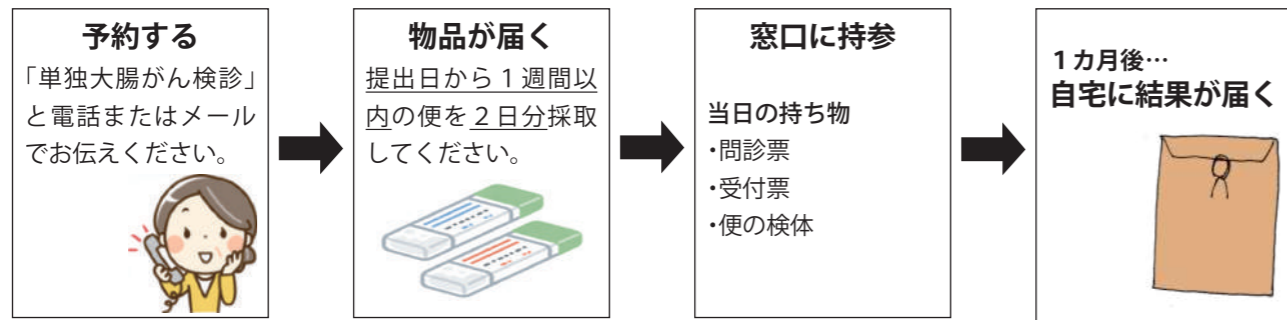 予約する
「単独大腸がん検診」
と電話またはメール
でお伝えください。
物品が届く
提出日から1週間以
内の便を2日分採取
してください。
窓口に持参
当日の持ち物
・問診票
・受付票
・便の検体
1カ月後…
自宅に結果が届く